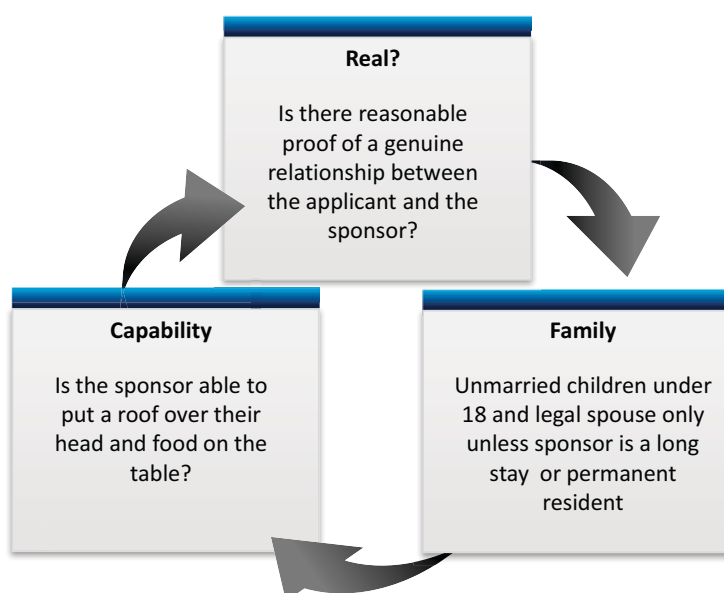 Real?
Is there reasonable
proof of a genuine
relationship between
the applicant and the
sponsor?
Capability
Is the sponsor able to
put a roof over their
head and food on the
table?
Family
Unmarried children under
18 and legal spouse only
unless sponsor is a long
stay  or permanent
resident